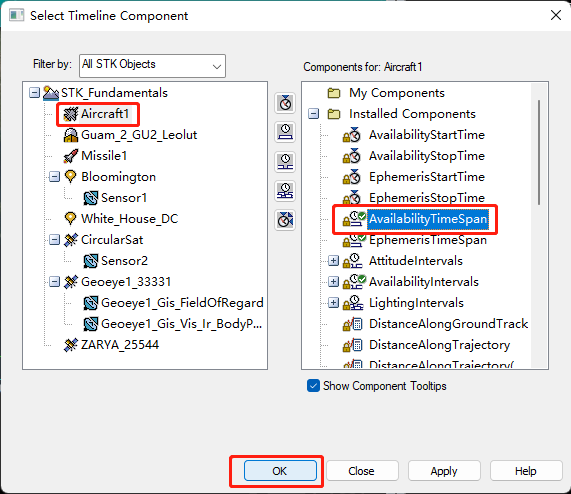 Select Timeline Component
Filter by:
All STK Objects
Components for: Aircraft1
STK_Fundamentals
Aircraft1
Guam_2_GU2_Leolut
Missile1
Bloomington
Sensor1
White_House_DC
CircularSat
Sensor2
Geoeye1_33331
Geoeye1_Gis_FieldOfRegard
Geoeye1_Gis_Vis_Ir_BodyP...
ZARYA_25544
My Components
Installed Components
AvailabilityStartTime
AvailabilityStopTime
EphemerisStartTime
EphemerisStopTime
AvailabilityTimeSpan
EphemerisTimeSpan
AttitudeIntervals
AvailabilityIntervals
LightingIntervals
DistanceAlongGroundTrack
DistanceAlongTrajectory
DistanceAlongTrajectory(
Show Component Tooltips
OK
Close
Apply
Help